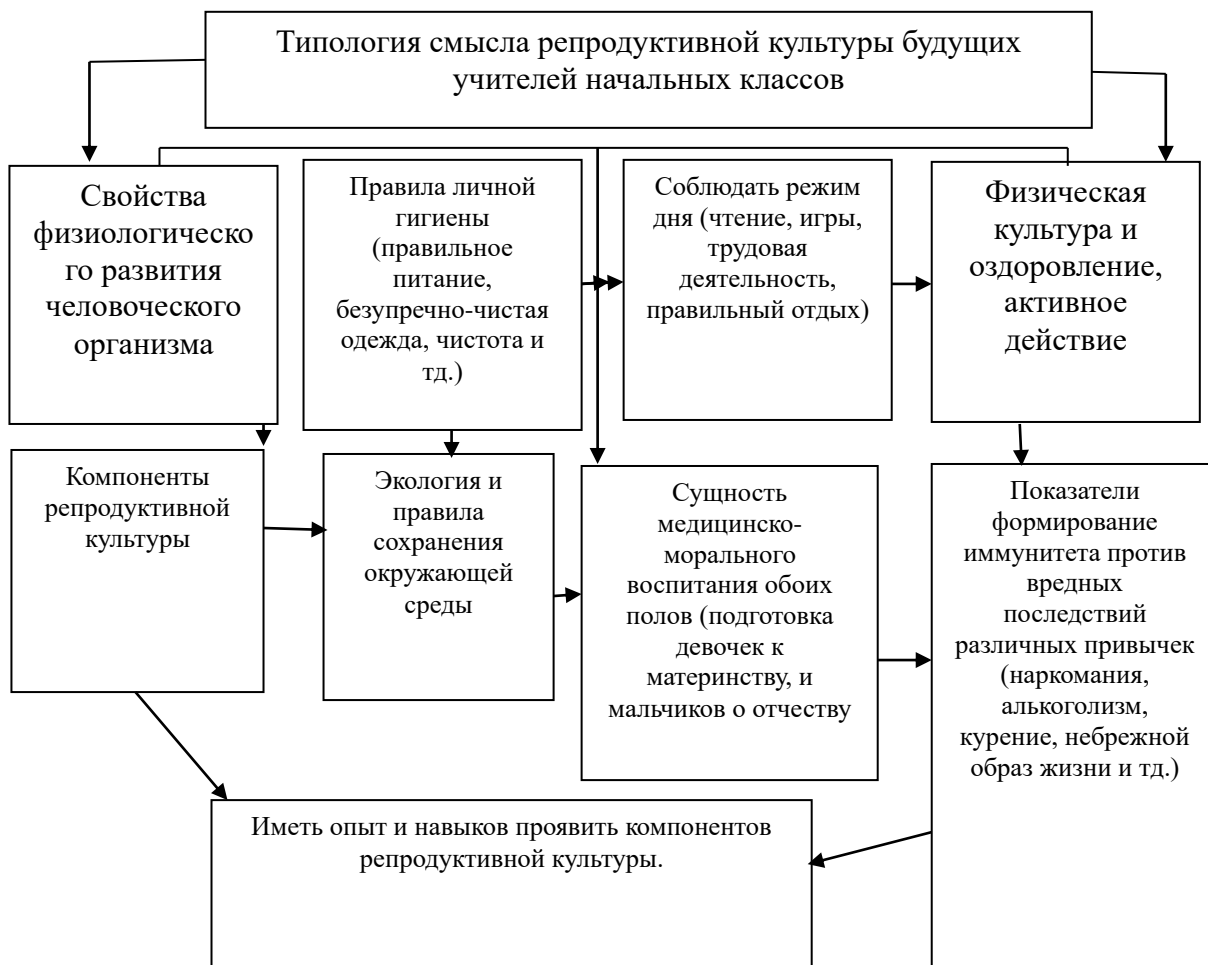 Типология смысла репродуктивной культуры будущих
учителей начальных классов
Свойства
физиологическо
го развития
человоческого
организма
Правила личной
гигиены
(правильное
питание,
безупречно-чистая
одежда, чистота и
тд.)
Соблюдать режим
дня (чтение, игры,
трудовая
деятельность,
правильный отдых)
Физическая
культура и
оздоровление,
активное
действие
Компоненты
репродуктивной
культуры
Экология и
правила
сохранения
окружающей
среды
Сущность
медицинско-
морального
воспитания обоих
полов (подготовка
девочек к
материнству, и
мальчиков о отчеству
Показатели
формирование
иммунитета против
вредных
последствий
различных привычек
(наркомания,
алькоголизм,
курение, небрежной
образ жизни и тд.)
Иметь опыт и навыков проявить компонентов
репродуктивной культуры.